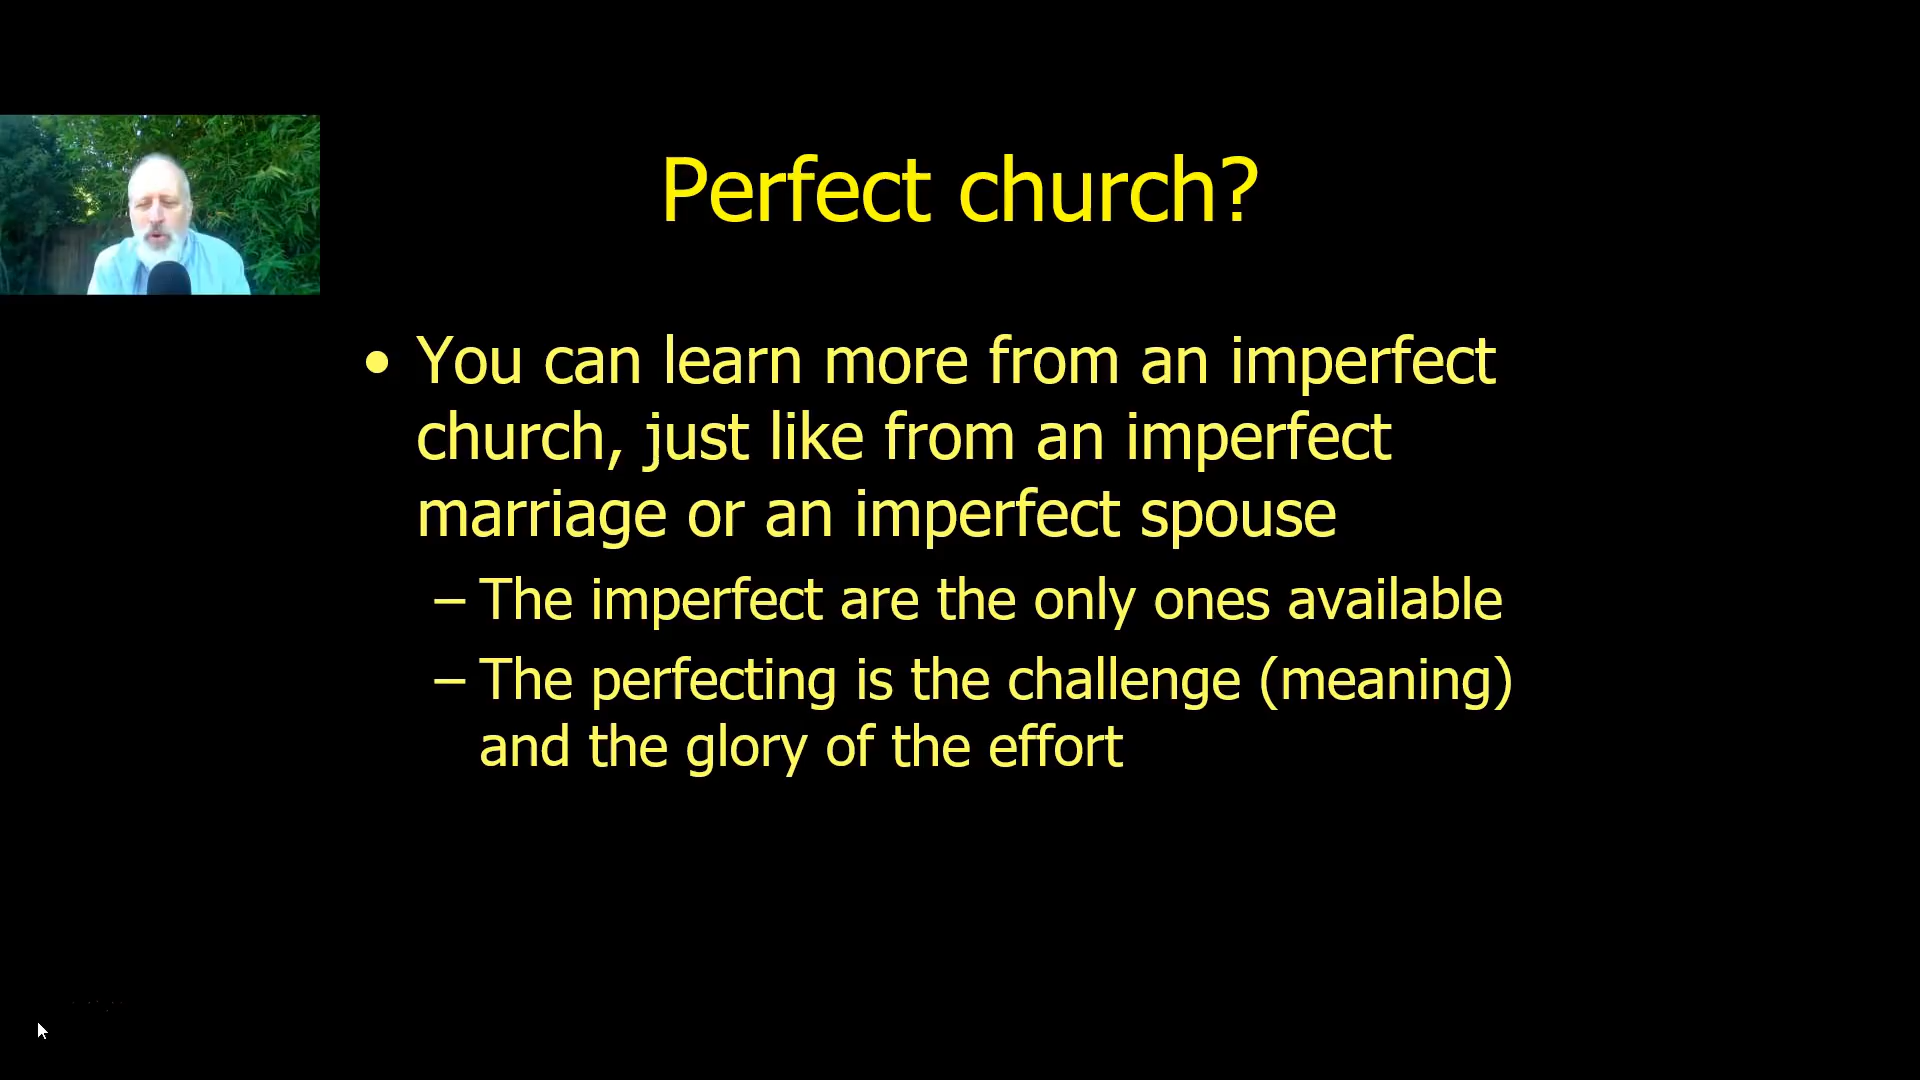 Perfect church?
• You can learn more from an imperfect
church, just like from an imperfect
marriage or an imperfect spouse
– The imperfect are the only ones available
– The perfecting is the challenge (meaning)
and the glory of the effort